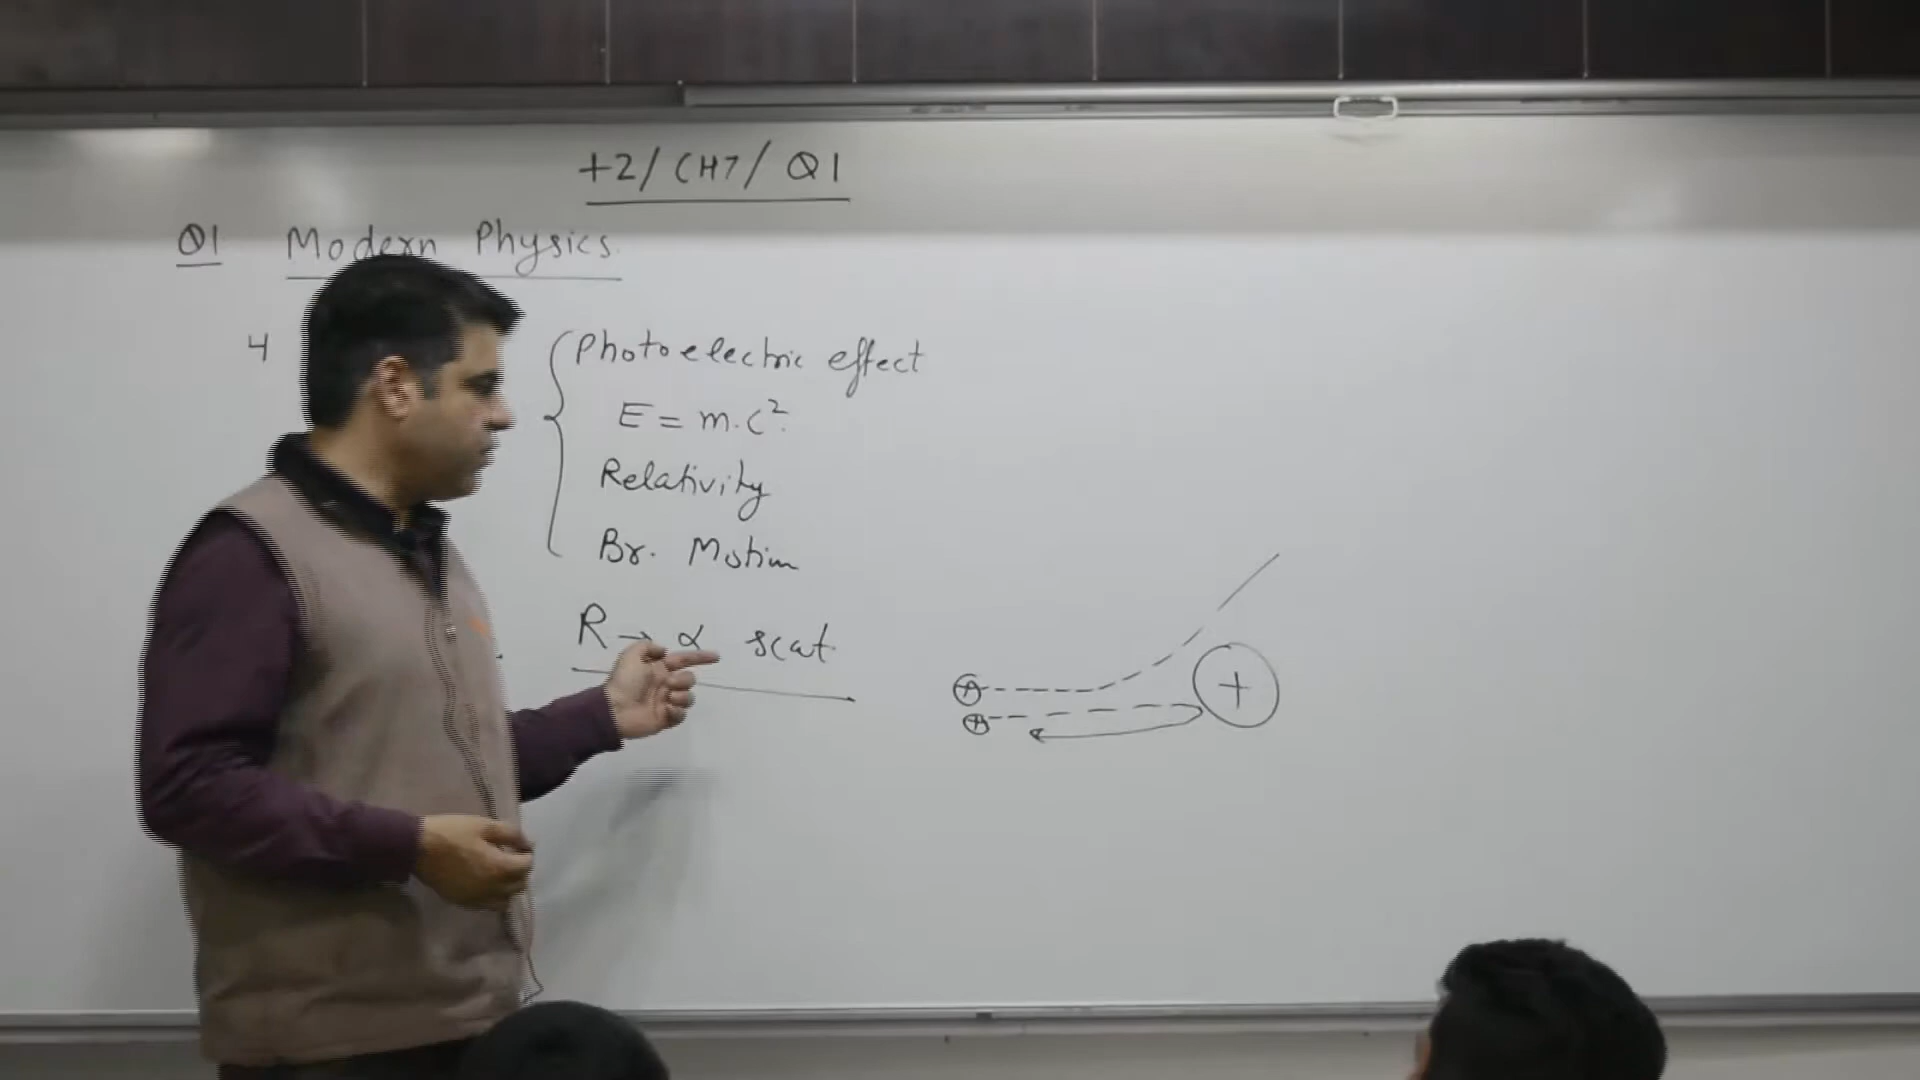 +2/ CH7/ Q1
Q1 Modern Physics.
4
Photoelectric effect
E = m.c²
Relativity
Br. Motion
R → α scat
+
+
+